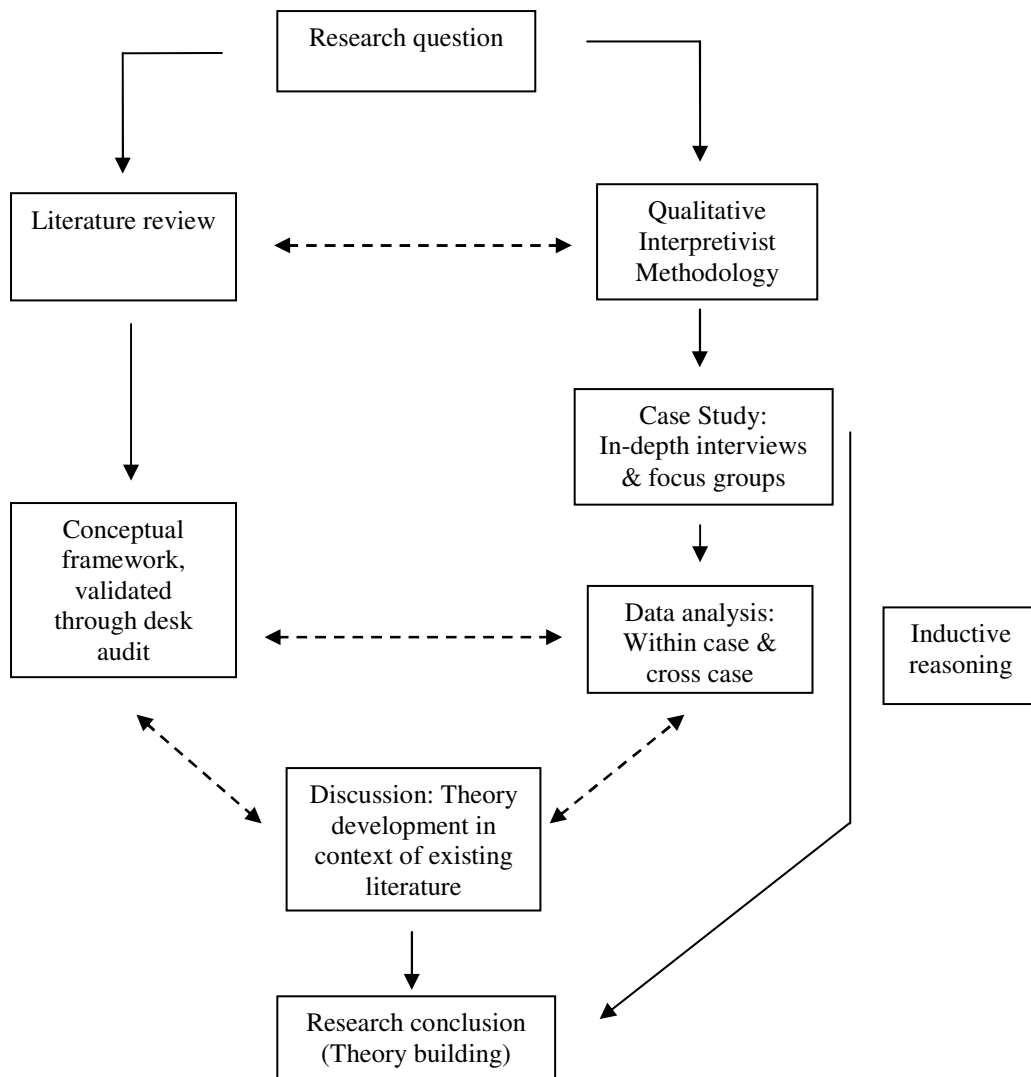 Research question
Literature review
Qualitative
Interpretivist
Methodology
Case Study:
In-depth interviews
& focus groups
Conceptual
framework,
validated
through desk
audit
Data analysis:
Within case &
cross case
Inductive
reasoning
Discussion: Theory
development in
context of existing
literature
Research conclusion
(Theory building)